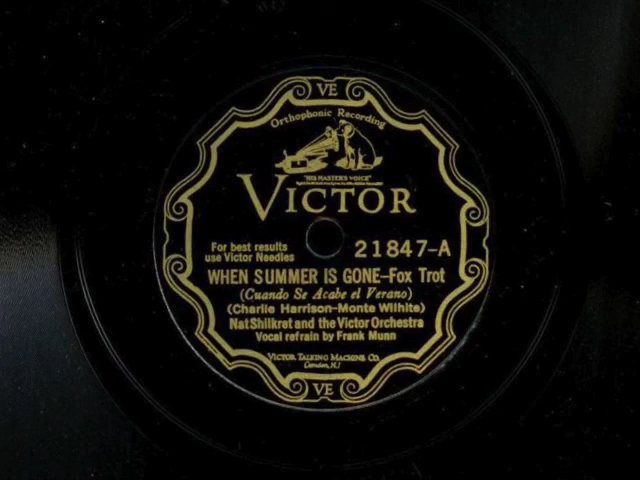 VE
Orthophonic Recording
"HIS MASTER'S VOICE"
VICTOR
For best results
use Victor Needles
21847-A
WHEN SUMMER IS GONE-Fox Trot
(Cuando Se Acabe el Verano)
(Charlie Harrison-Monte Wilhite)
Nat Shilkret and the Victor Orchestra
Vocal refrain by Frank Munn
VICTOR TALKING MACHINE CO.
Camden, N.J.
VE